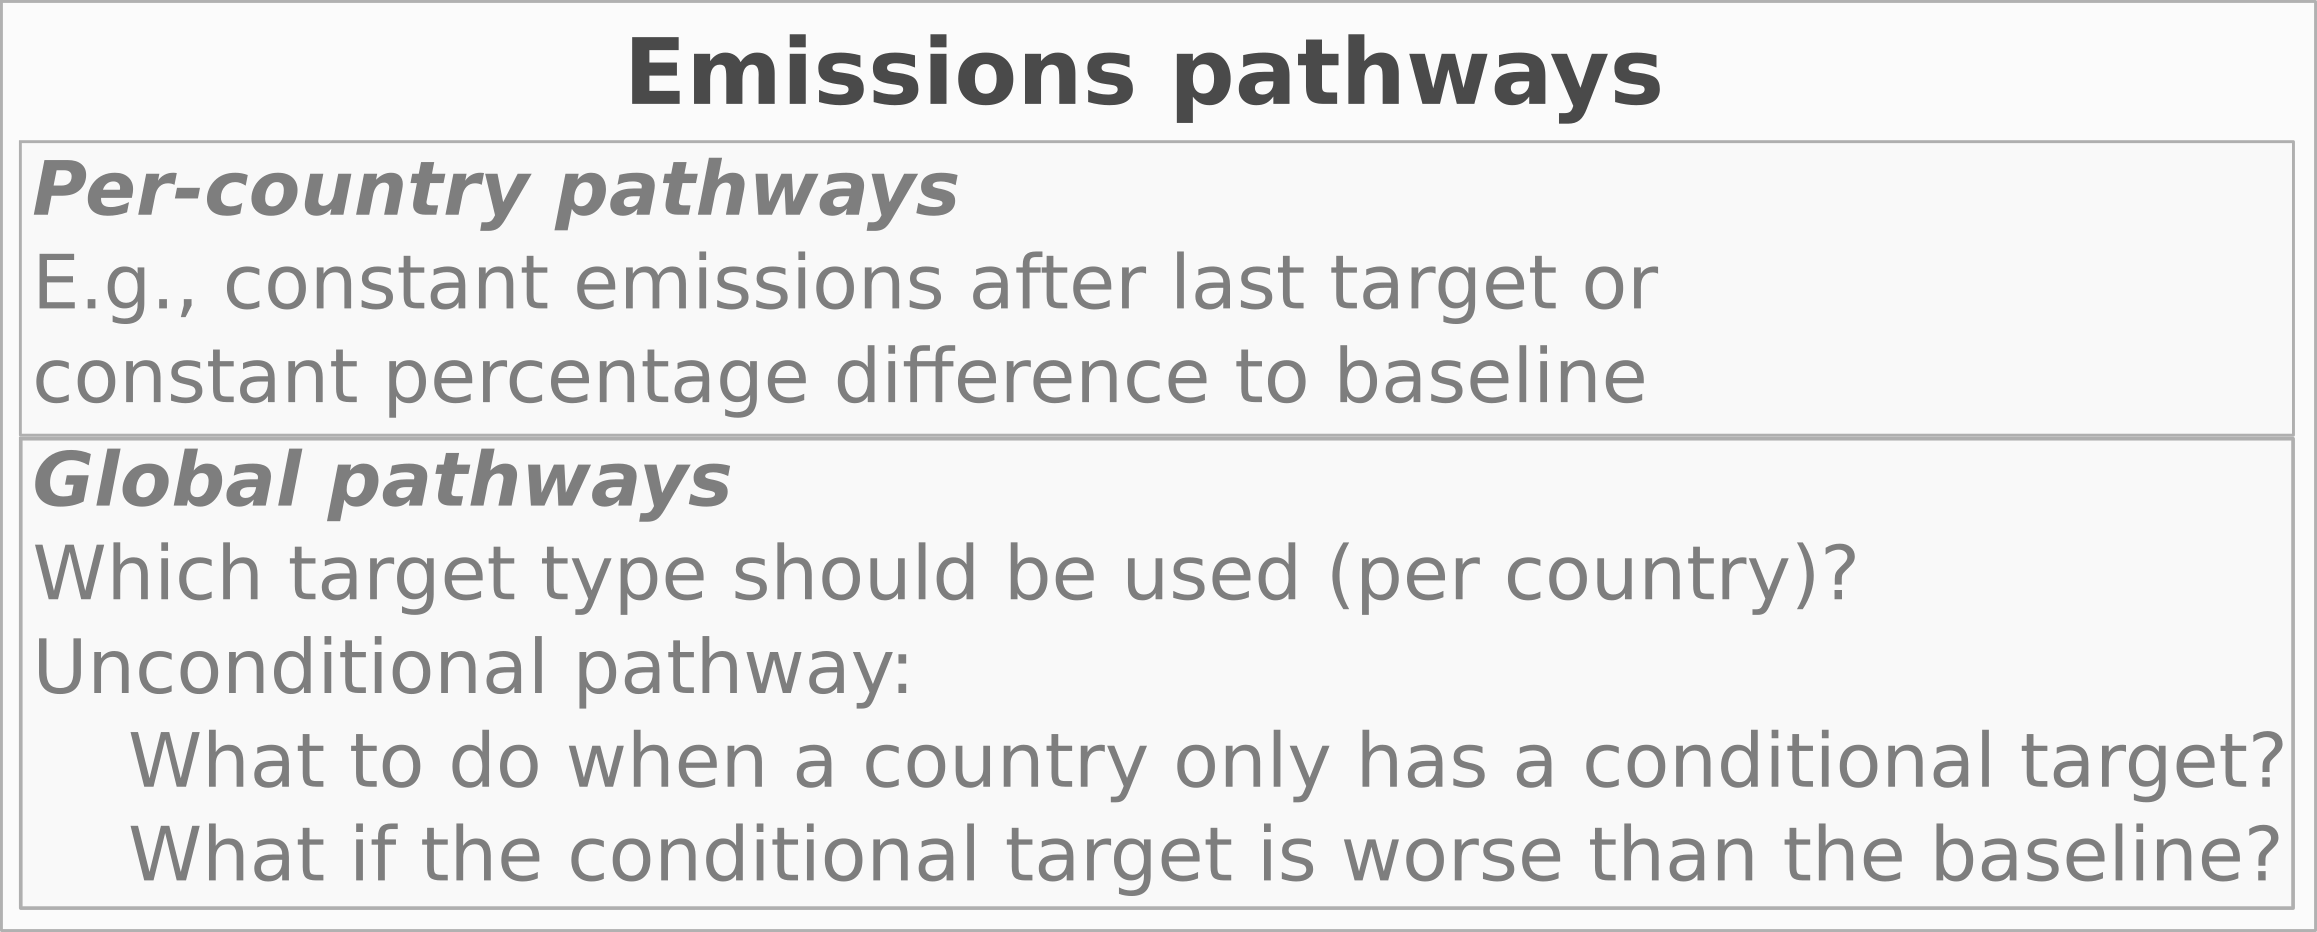 Emissions pathways
Per-country pathways
E.g., constant emissions after last target or
constant percentage difference to baseline
Global pathways
Which target type should be used (per country)?
Unconditional pathway:
What to do when a country only has a conditional target?
What if the conditional target is worse than the baseline?